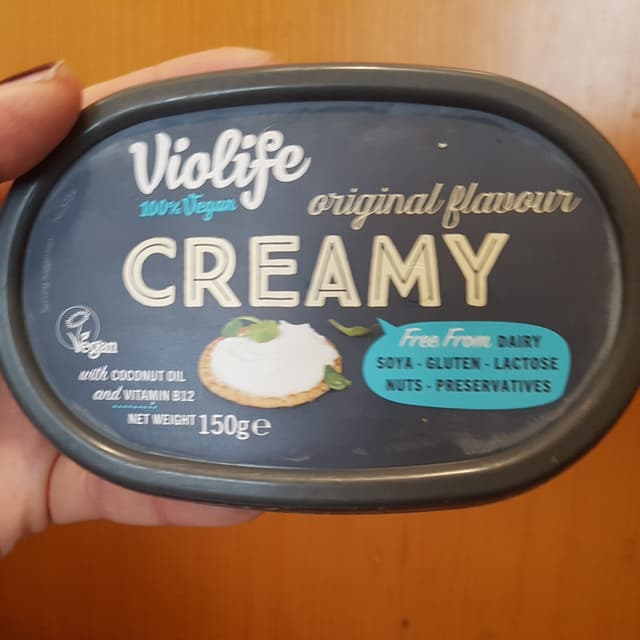 Violife
100% Vegan
original flavour
CREAMY
Vegan
with COCONUT OIL
and VITAMIN B12
NET WEIGHT 150g e
Free From DAIRY
SOYA - GLUTEN - LACTOSE
NUTS - PRESERVATIVES